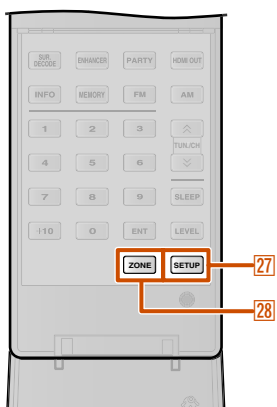 SUR. DECODE ENHANCER PARTY HDMI OUT
INFO MEMORY FM AM
1 2 3
TUN./CH
4 5 6
7 8 9 SLEEP
+10 0 ENT LEVEL
ZONE SETUP 27
28